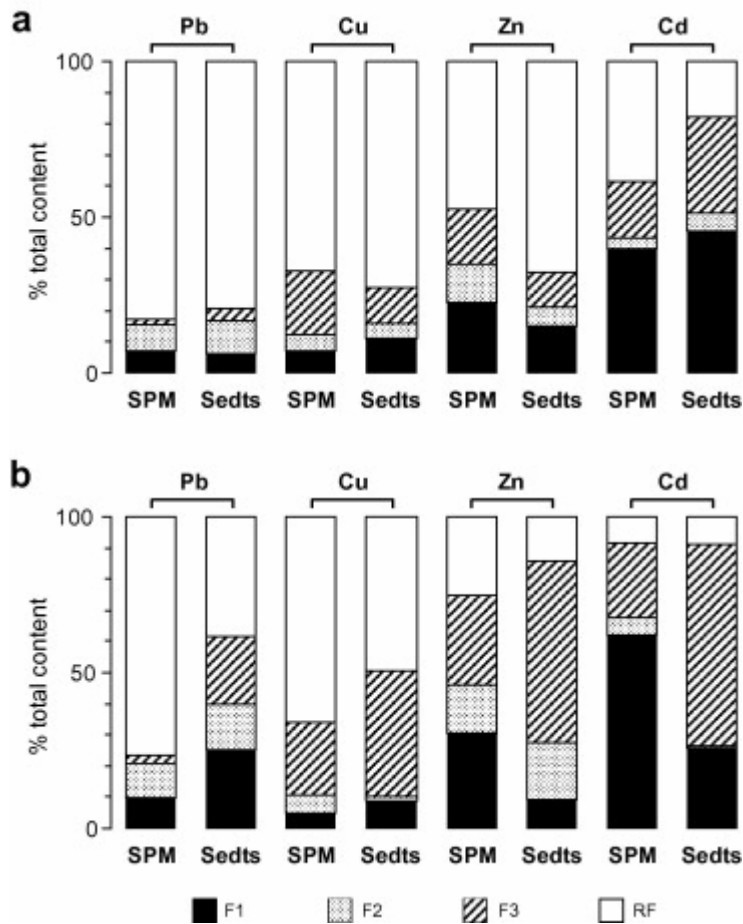 a
Pb Cu Zn Cd
100
50
0
% total content
SPM Sedts SPM Sedts SPM Sedts SPM Sedts
b
Pb Cu Zn Cd
100
50
0
% total content
SPM Sedts SPM Sedts SPM Sedts SPM Sedts
F1 F2 F3 RF